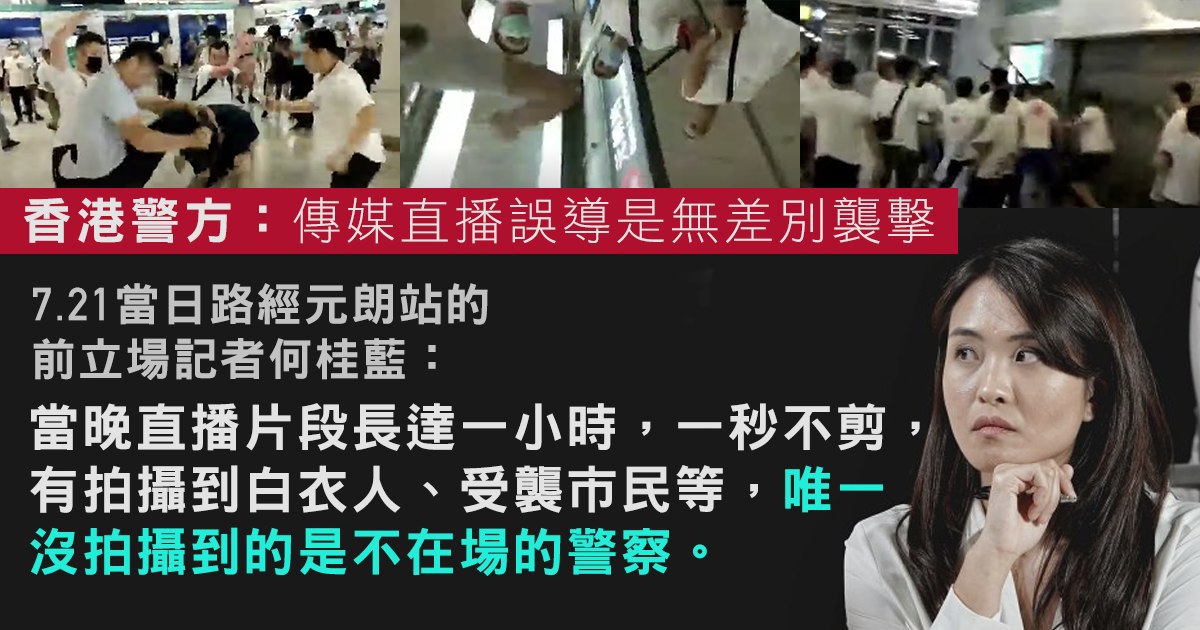 香港警方：傳媒直播誤導是無差別襲擊
7.21當日路經元朗站的
前立場記者何桂藍：
當晚直播片段長達一小時，一秒不剪，
有拍攝到白衣人、受襲市民等，唯一
沒拍攝到的是不在場的警察。